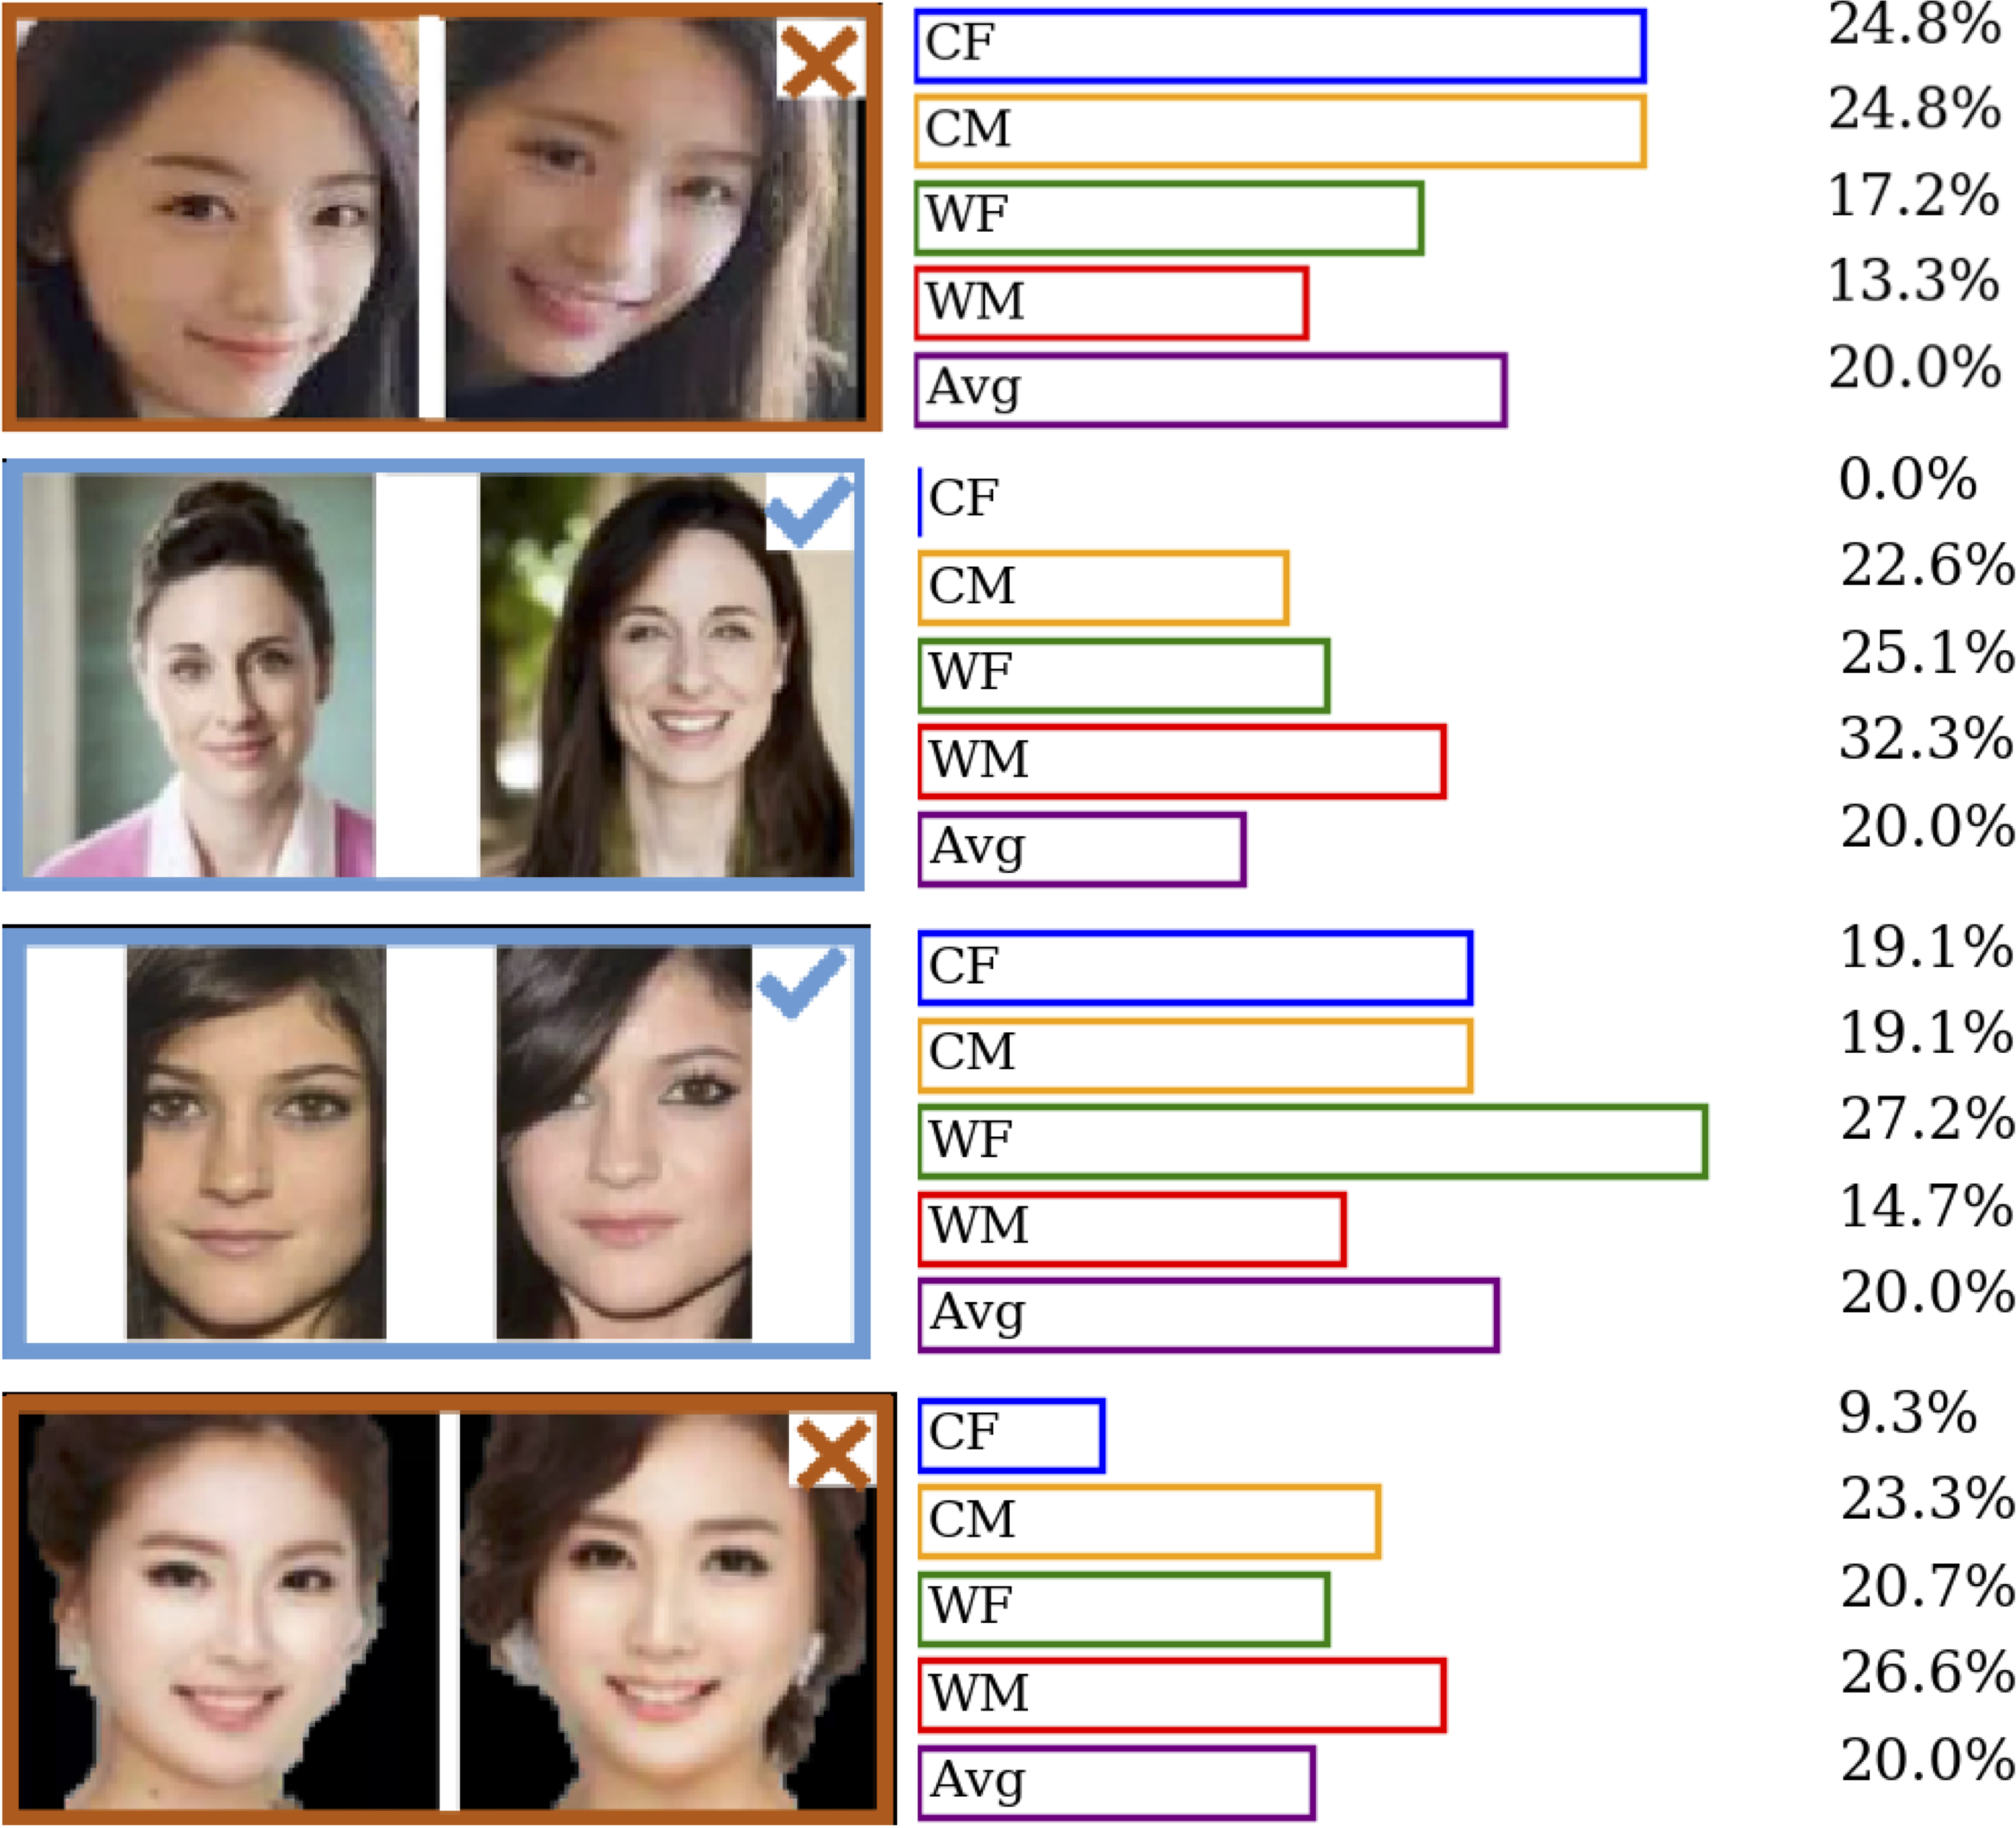 CF 24.8%
CM 24.8%
WF 17.2%
WM 13.3%
Avg 20.0%
CF 0.0%
CM 22.6%
WF 25.1%
WM 32.3%
Avg 20.0%
CF 19.1%
CM 19.1%
WF 27.2%
WM 14.7%
Avg 20.0%
CF 9.3%
CM 23.3%
WF 20.7%
WM 26.6%
Avg 20.0%